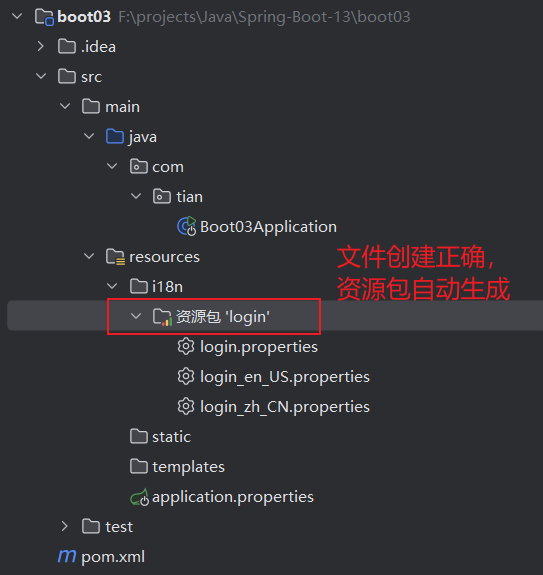 boot03 F:\projects\Java\Spring-Boot-13\boot03
.idea
src
main
java
com
tian
Boot03Application
resources
i18n
资源包 'login'
login.properties
login_en_US.properties
login_zh_CN.properties
static
templates
application.properties
test
pom.xml
文件创建正确，
资源包自动生成